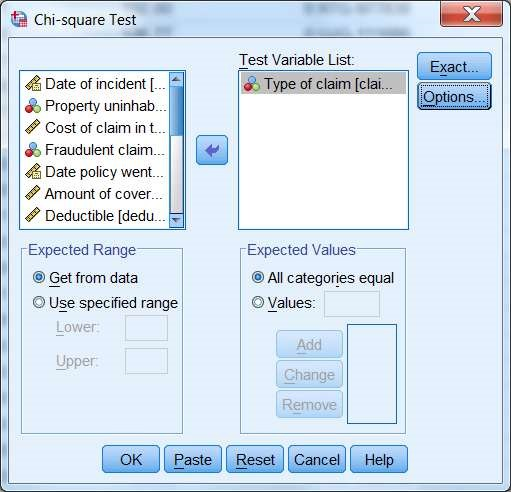 Chi-square Test
Test Variable List:
Date of incident [...
Property uninhab...
Cost of claim in t...
Fraudulent claim...
Date policy went...
Amount of cover...
Deductible [dedu...
Type of claim [clai...
Exact...
Options...
Expected Range
Get from data
Use specified range
Lower:
Upper:
Expected Values
All categories equal
Values:
Add
Change
Remove
OK Paste Reset Cancel Help